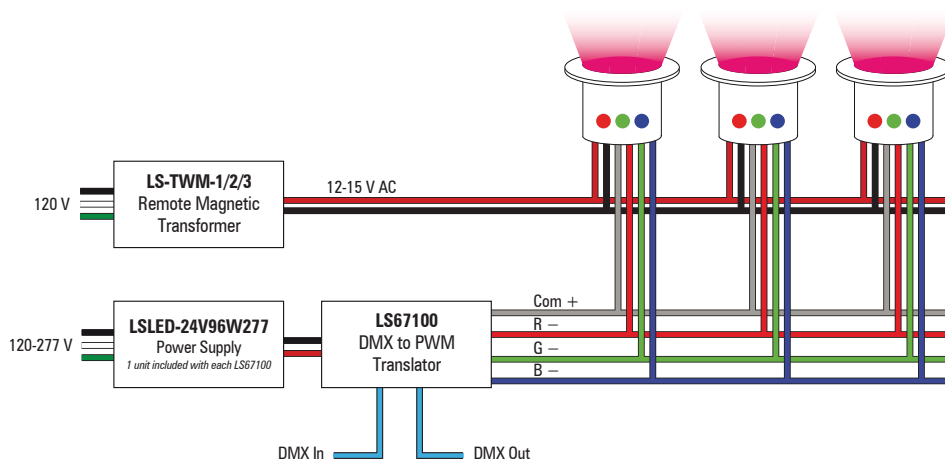 120 V
LS-TWM-1/2/3
Remote Magnetic
Transformer
12-15 V AC
120-277 V
LSLED-24V96W277
Power Supply
1 unit included with each LS67100
LS67100
DMX to PWM
Translator
Com +
R –
G –
B –
DMX In
DMX Out